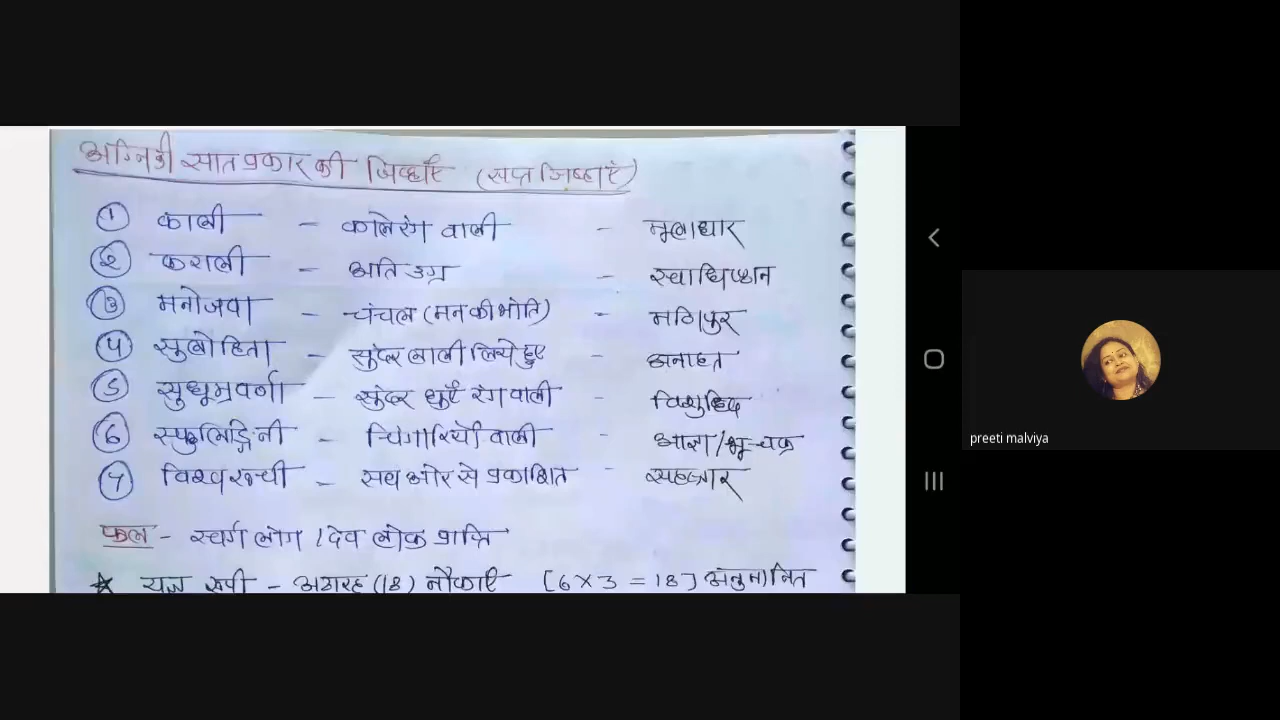 अग्नि की सात प्रकार की जिव्हाएँ (सप्त जिव्हाएँ)
① काली – काले रंग वाली – मूलाधार
② कराली – अति उग्र – स्वाधिष्ठान
③ मनोजवा – चंचल (मन की भाँति) – मणिपुर
④ सुलोहिता – सुंदर लाली लिये हुए – अनाहत
⑤ सुधूम्रवर्णा – सुंदर धुएँ रंग वाली – विशुद्धि
⑥ स्फुलिङ्गिनी – चिंगारियों वाली – आज्ञा/भ्रू-चक्र
⑦ विश्वरूची – सब ओर से प्रकाशित – सहस्रार
फल – स्वर्ग लोग / देव लोक प्राप्ति
★ यज्ञ रूपी – अठारह (18) नौकाएँ [6 × 3 = 18]
preeti malviya